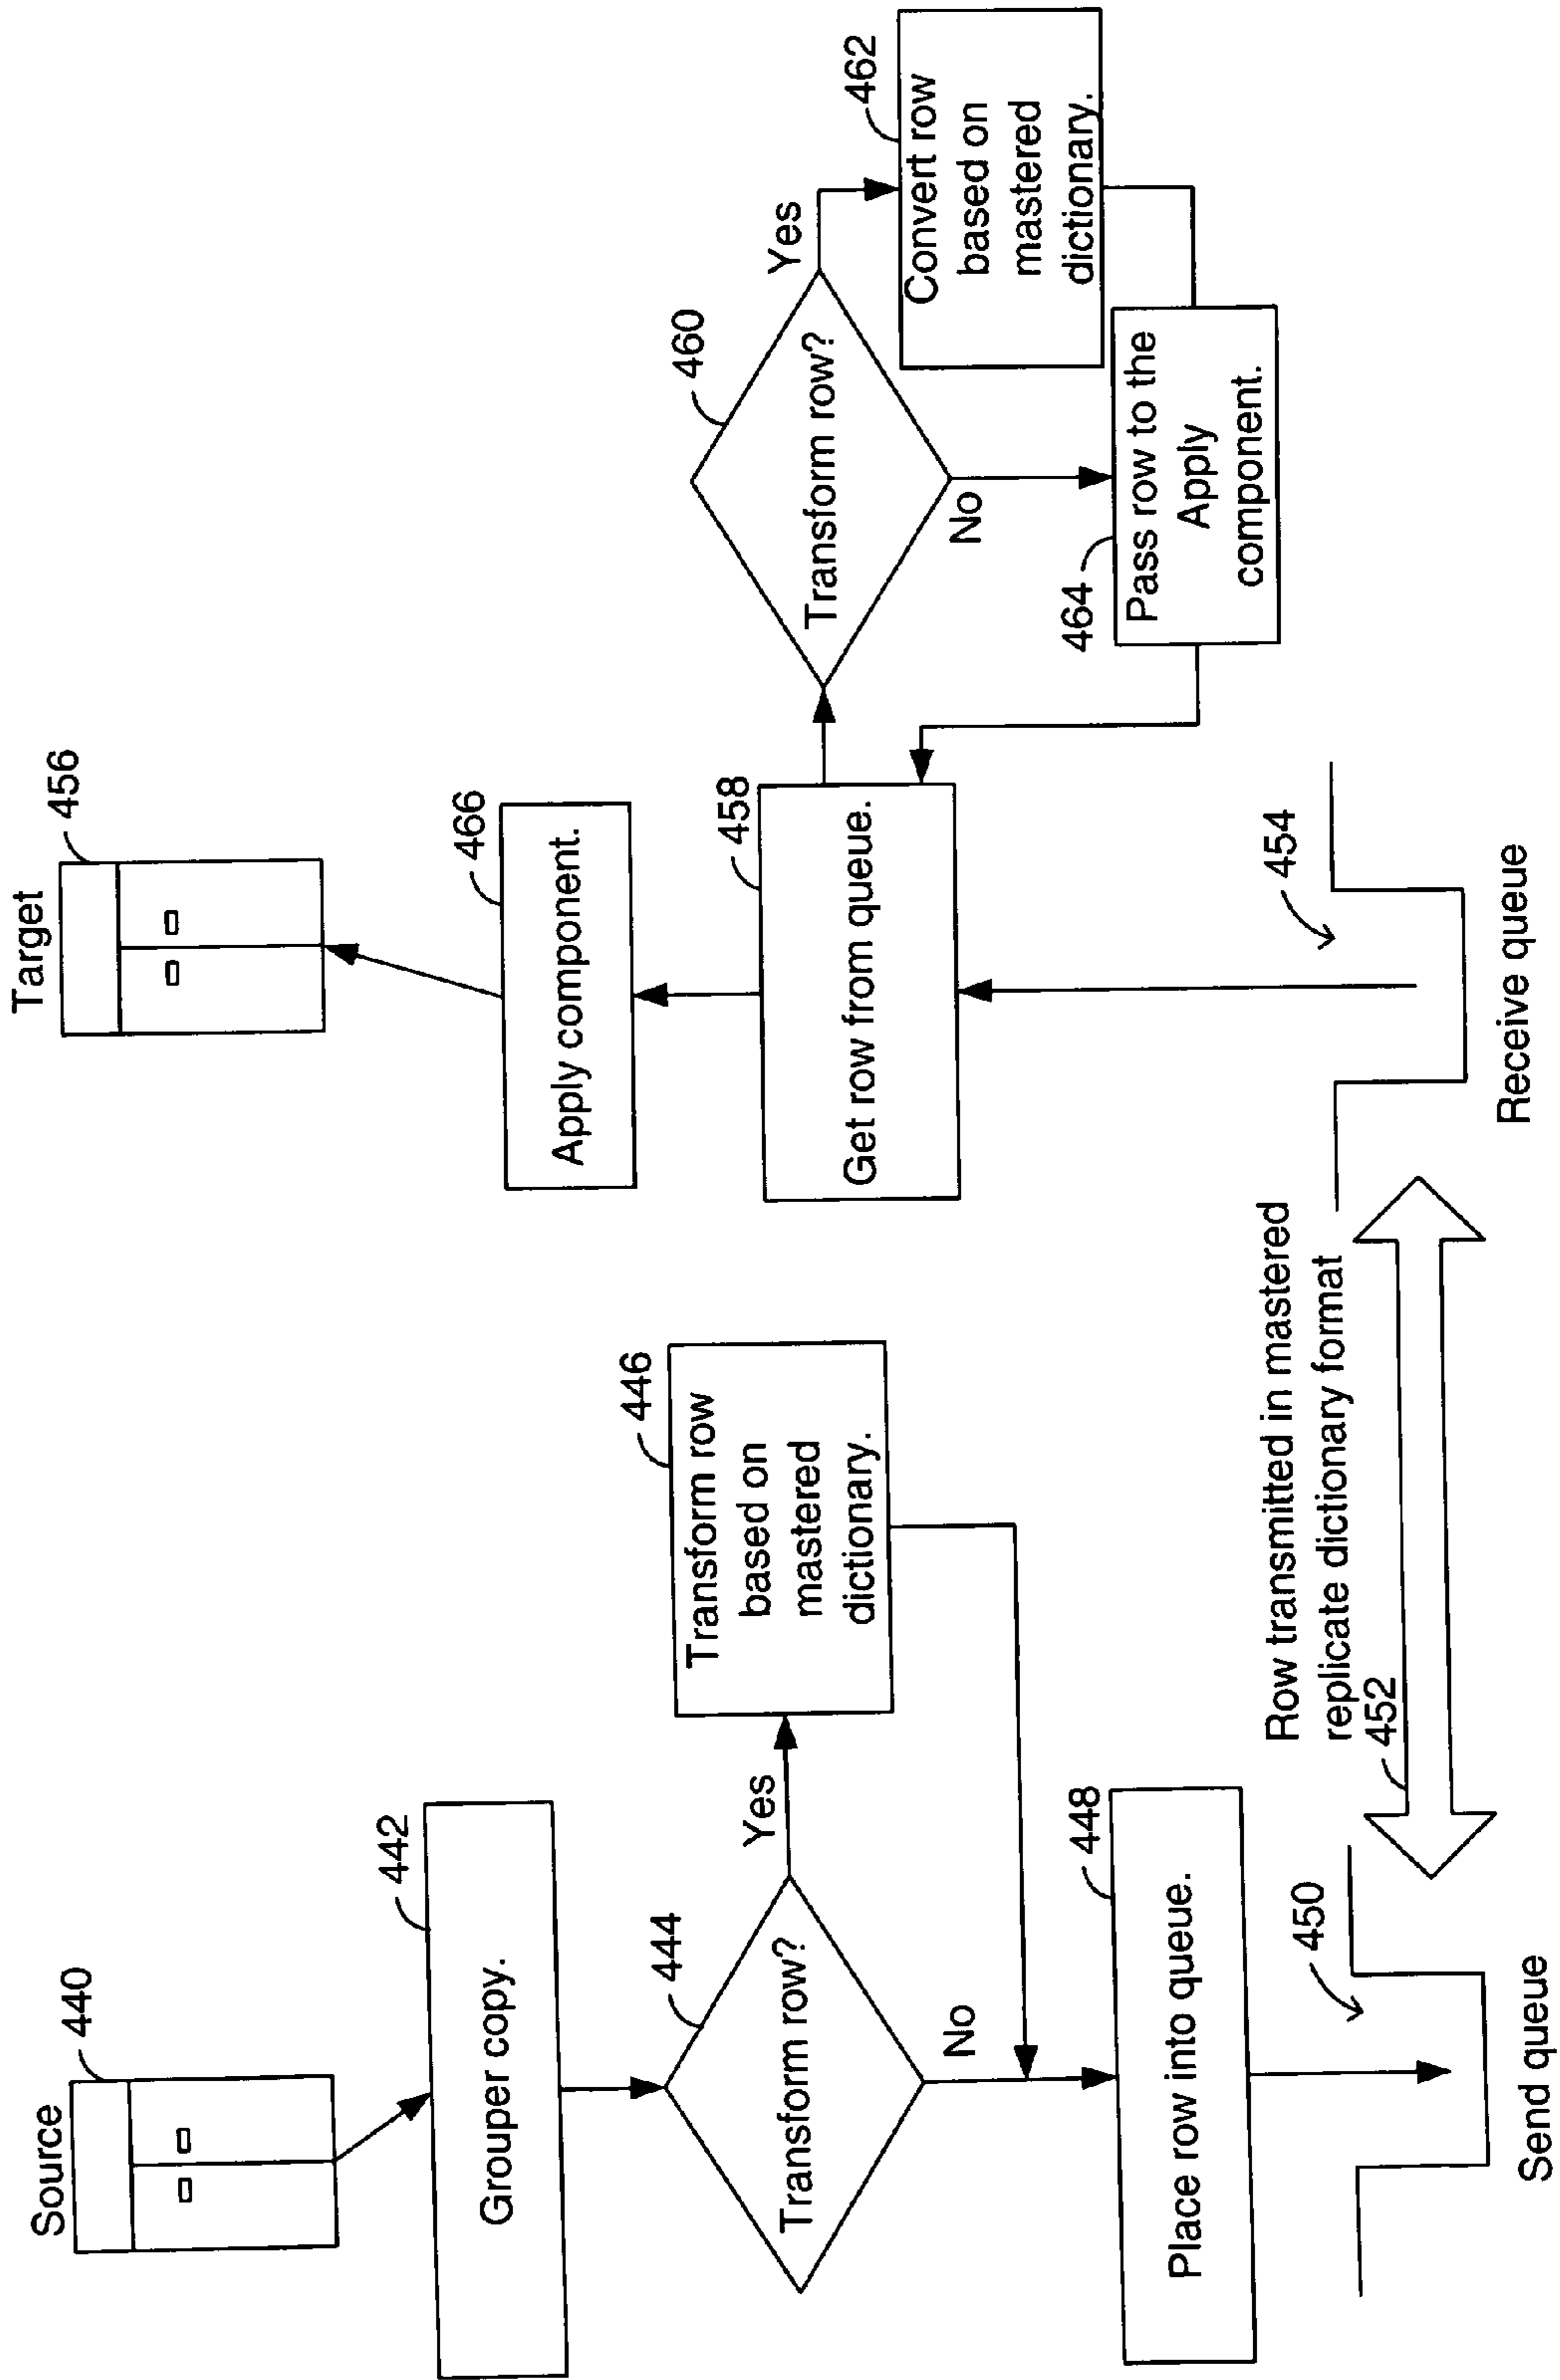 Source
440
442
Grouper copy.
444
Transform row?
Yes
446
Transform row
based on
mastered
dictionary.
No
448
Place row into queue.
450
Send queue
Row transmitted in mastered
replicate dictionary format
452
Target
456
466
Apply component.
458
Get row from queue.
460
Transform row?
Yes
462
Convert row
based on
mastered
dictionary.
No
464
Pass row to the
Apply
component.
454
Receive queue